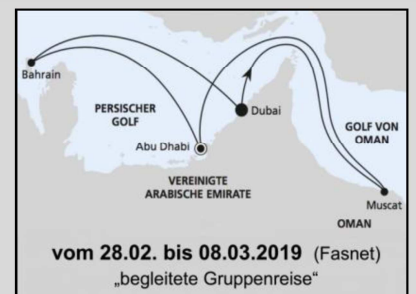 Bahrain
PERSISCHER
GOLF
Dubai
Abu Dhabi
GOLF VON
OMAN
VEREINIGTE
ARABISCHE EMIRATE
Muscat
OMAN
vom 28.02. bis 08.03.2019 (Fasnet)
„begleitete Gruppenreise“